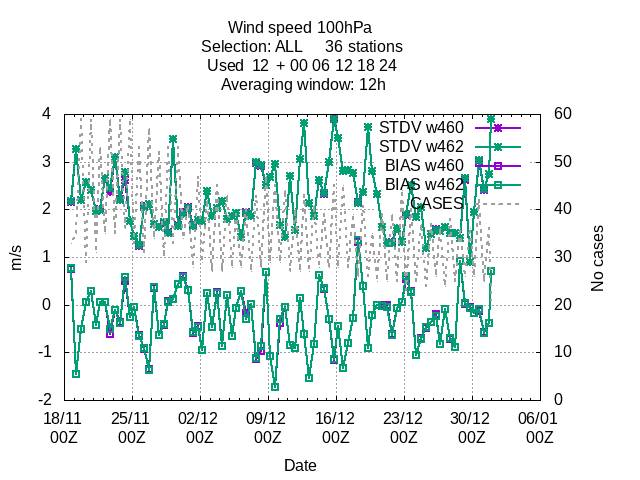 Wind speed 100hPa
Selection: ALL 36 stations
Used 12 + 00 06 12 18 24
Averaging window: 12h
4
3
2
1
0
-1
-2
m/s
60
50
40
30
20
10
0
No cases
STDV w460
STDV w462
BIAS w460
BIAS w462
CASES
18/11 25/11 02/12 09/12 16/12 23/12 30/12 06/01
00Z 00Z 00Z 00Z 00Z 00Z 00Z 00Z
Date